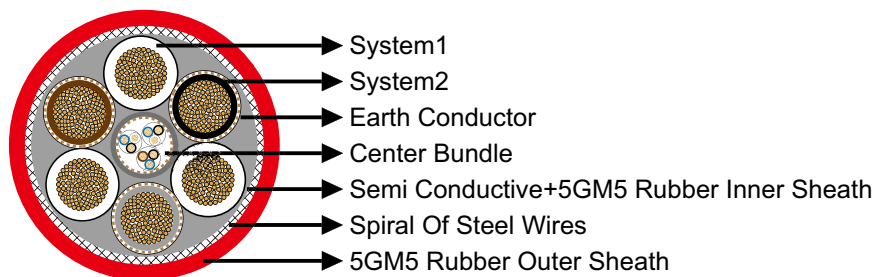 System1
System2
Earth Conductor
Center Bundle
Semi Conductive+5GM5 Rubber Inner Sheath
Spiral Of Steel Wires
5GM5 Rubber Outer Sheath